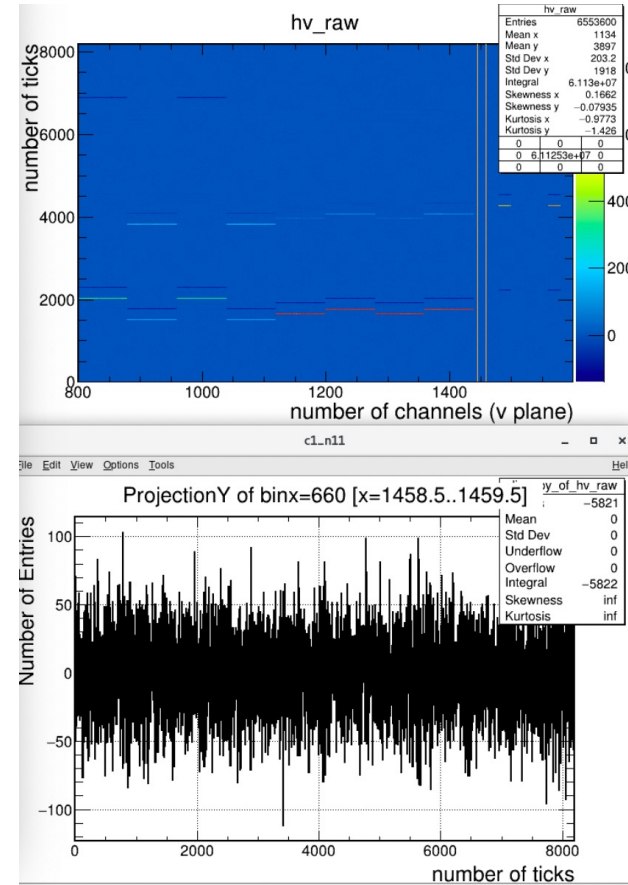 hv_raw
hv_raw
Entries 6553600
Mean x 1134
Mean y 3897
Std Dev x 203.2
Std Dev y 1918
Integral 6.113e+07
Skewness x 0.1662
Skewness y −0.07935
Kurtosis x −0.9773
Kurtosis y −1.426
0 0 0
0 6.11253e+07 0
0 0 0
number of ticks
8000
6000
4000
2000
0
800 1000 1200 1400
number of channels (v plane)
400
200
0
c1_n11
File Edit View Options Tools Hel
ProjectionY of binx=660 [x=1458.5..1459.5]
py_of_hv_raw
−5821
Mean 0
Std Dev 0
Underflow 0
Overflow 0
Integral −5822
Skewness inf
Kurtosis inf
Number of Entries
100
50
0
−50
−100
0 2000 4000 6000 8000
number of ticks